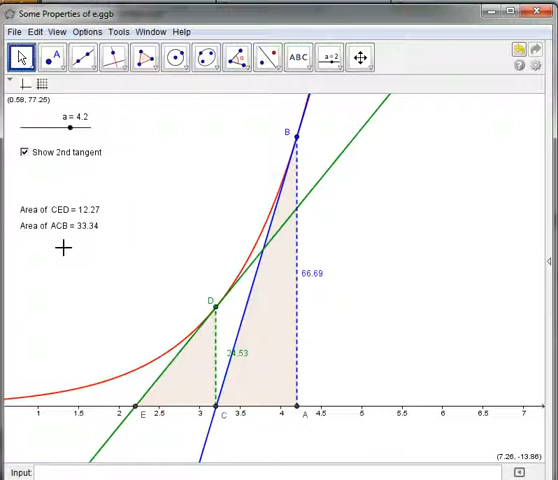 Some Properties of e.ggb
File Edit View Options Tools Window Help
A
α
ABC
a = 2
(0.58, 77.25)
a = 4.2
Show 2nd tangent
Area of CED = 12.27
Area of ACB = 33.34
B
D
66.69
24.53
E C A
1 1.5 2 2.5 3 3.5 4 4.5 5 5.5 6 6.5 7
(7.26, -13.86)
Input: